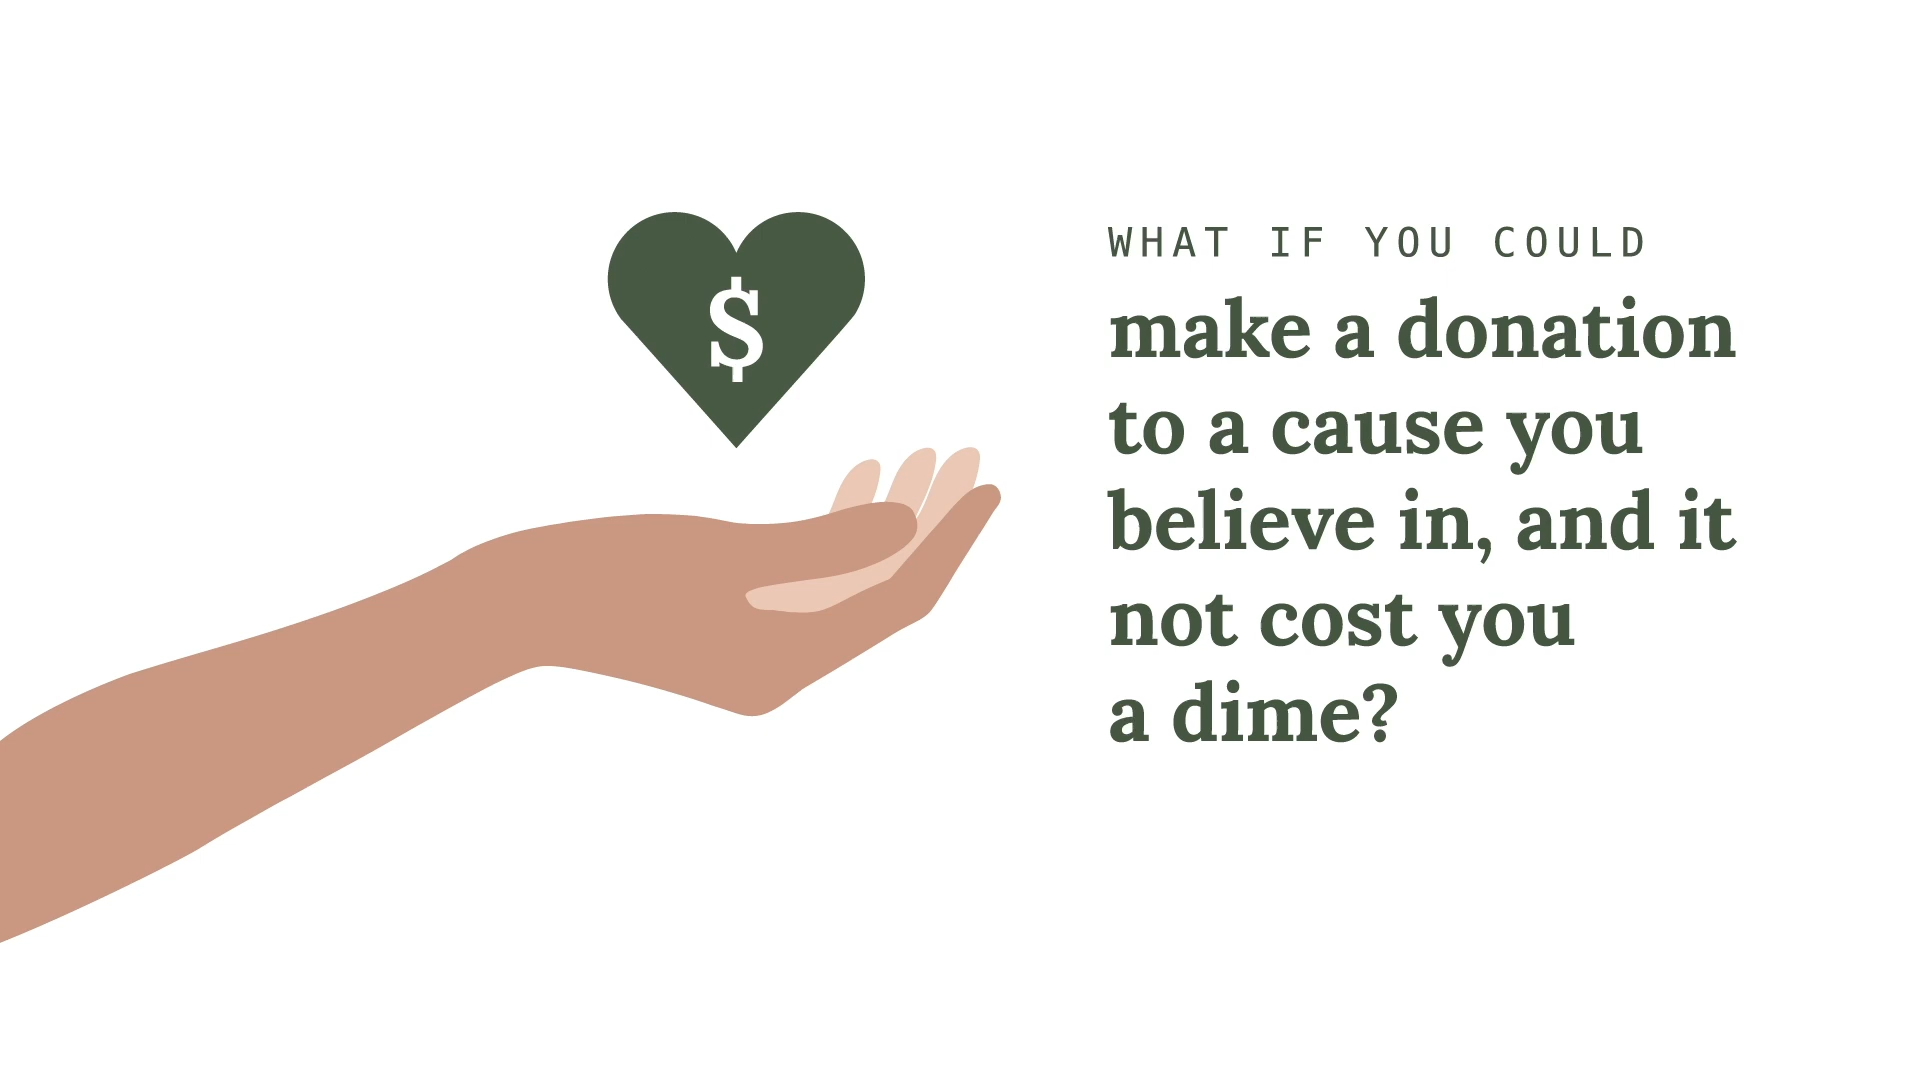 $
WHAT IF YOU COULD
make a donation
to a cause you
believe in, and it
not cost you
a dime?